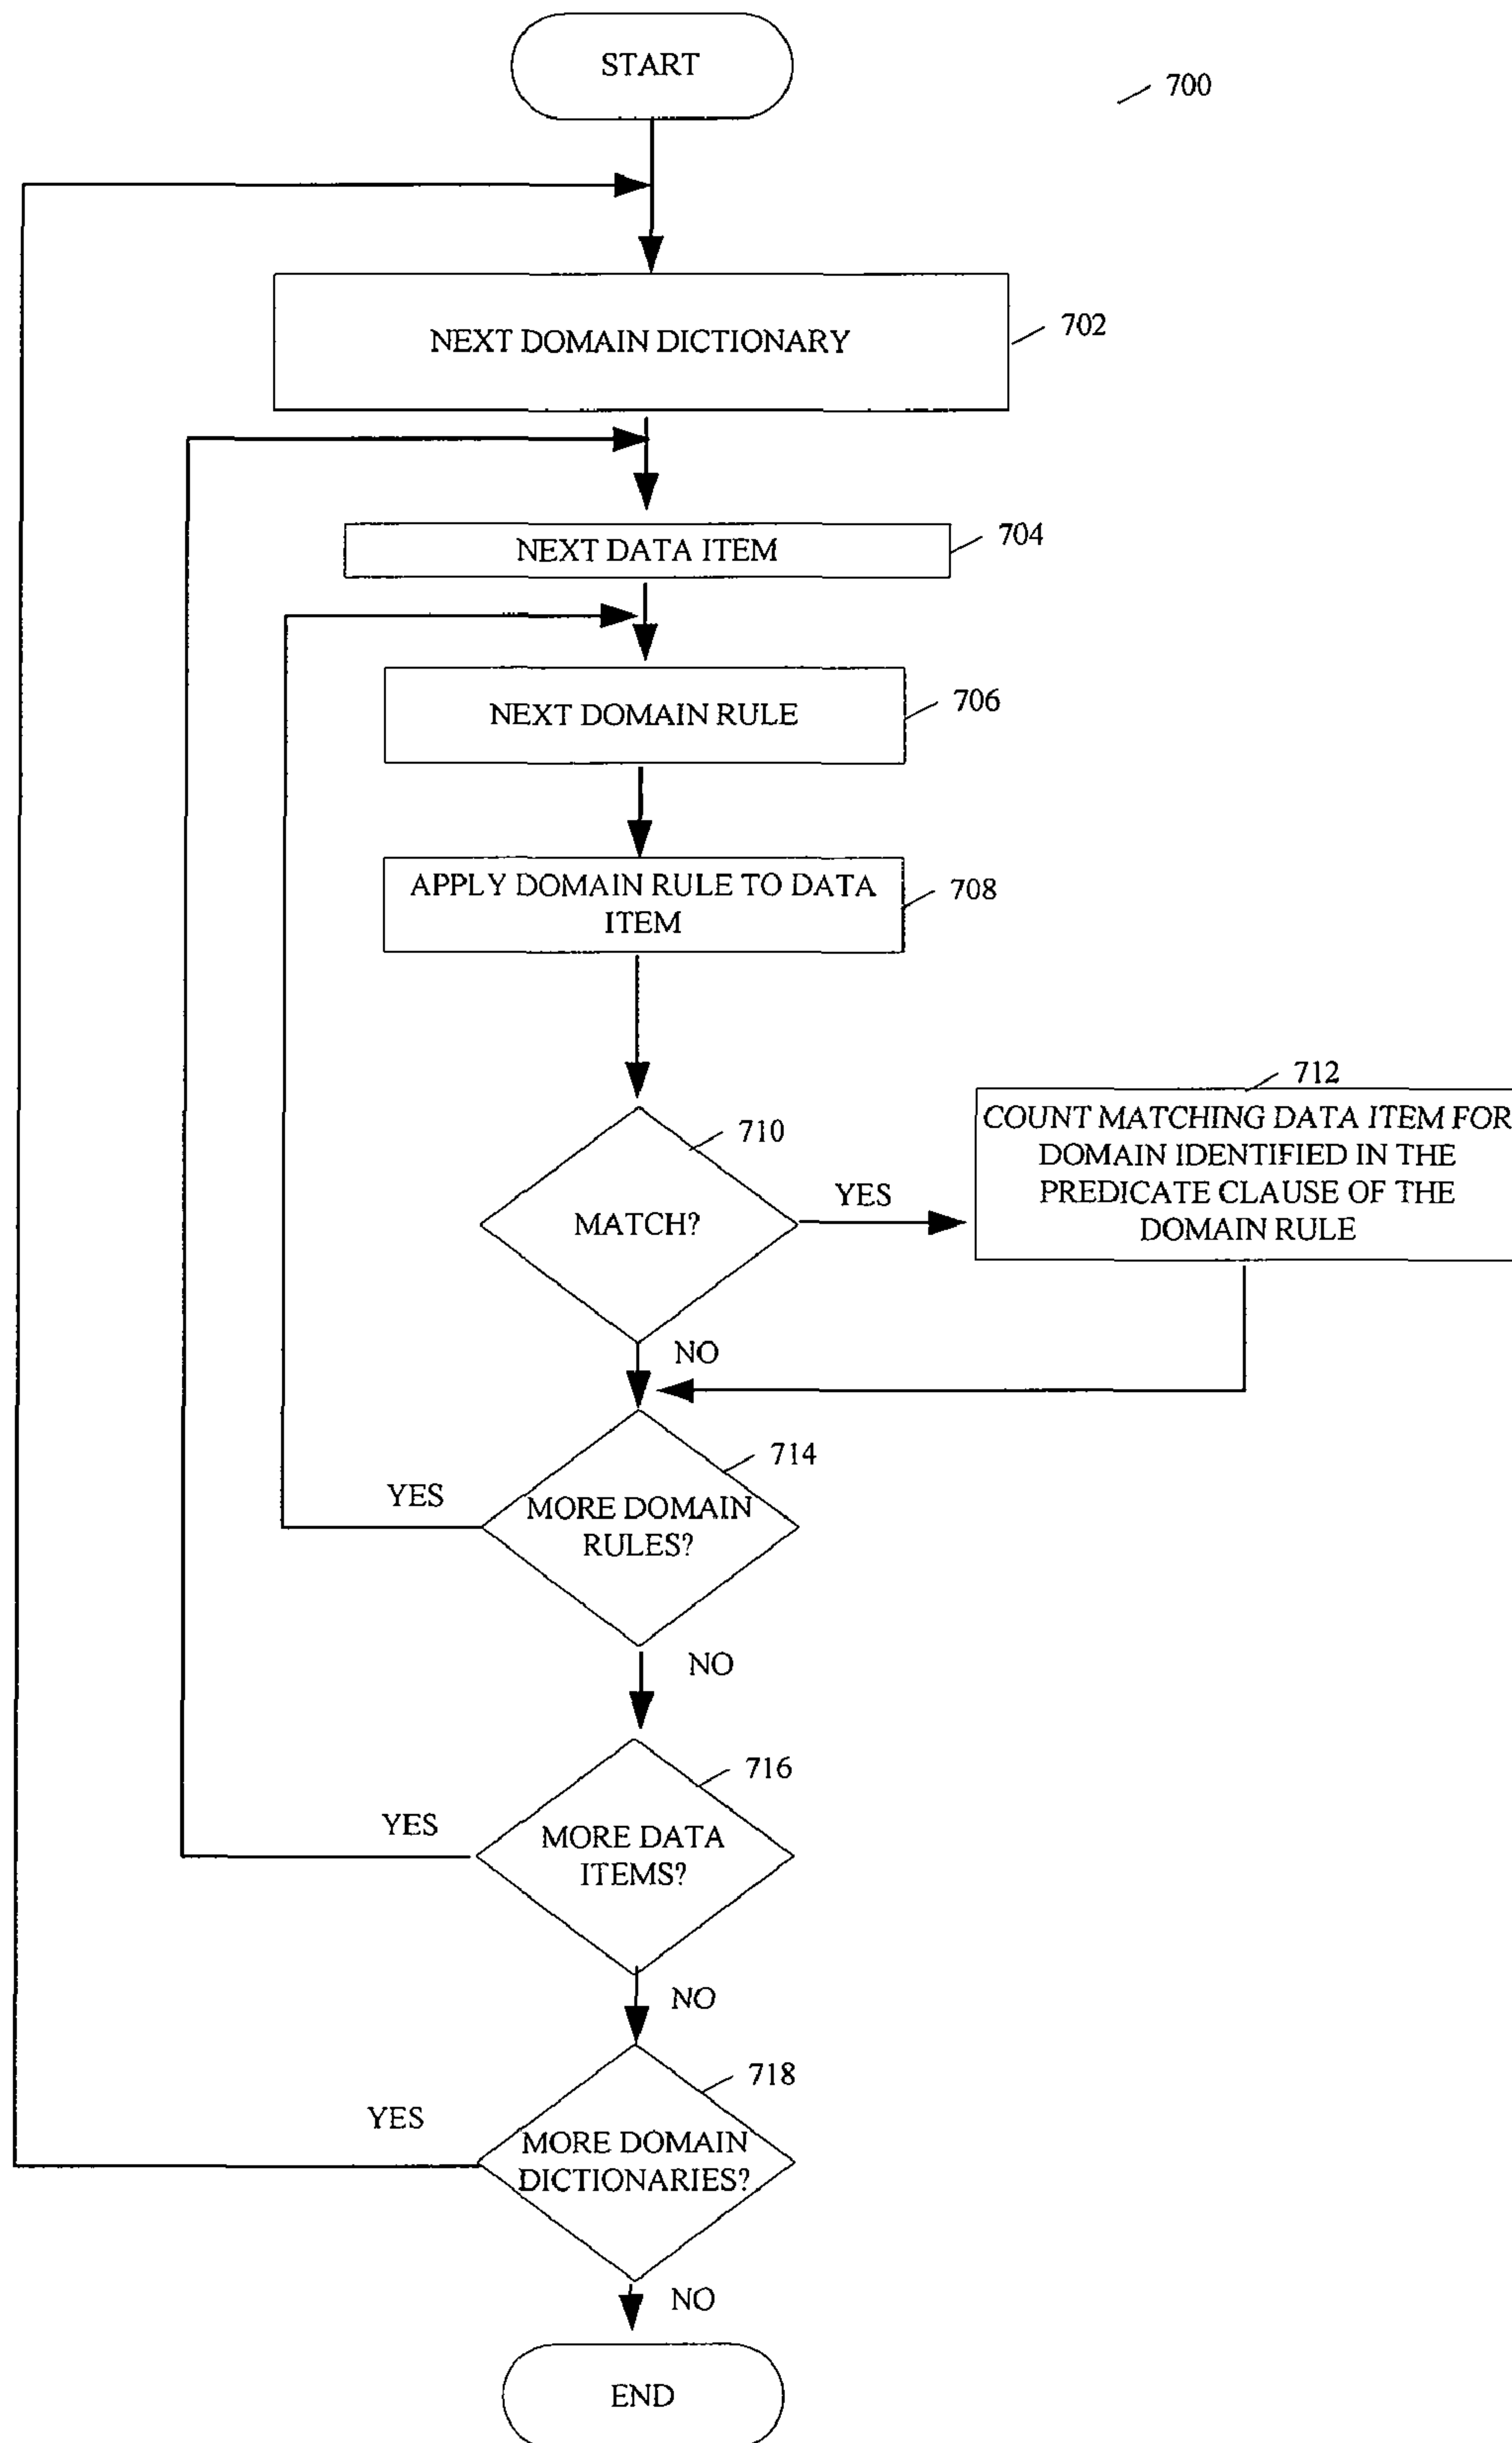 START
700
NEXT DOMAIN DICTIONARY
702
NEXT DATA ITEM
704
NEXT DOMAIN RULE
706
APPLY DOMAIN RULE TO DATA
ITEM
708
712
COUNT MATCHING DATA ITEM FOR
DOMAIN IDENTIFIED IN THE
PREDICATE CLAUSE OF THE
DOMAIN RULE
710
MATCH?
YES
NO
714
YES
MORE DOMAIN
RULES?
NO
716
YES
MORE DATA
ITEMS?
NO
718
YES
MORE DOMAIN
DICTIONARIES?
NO
END